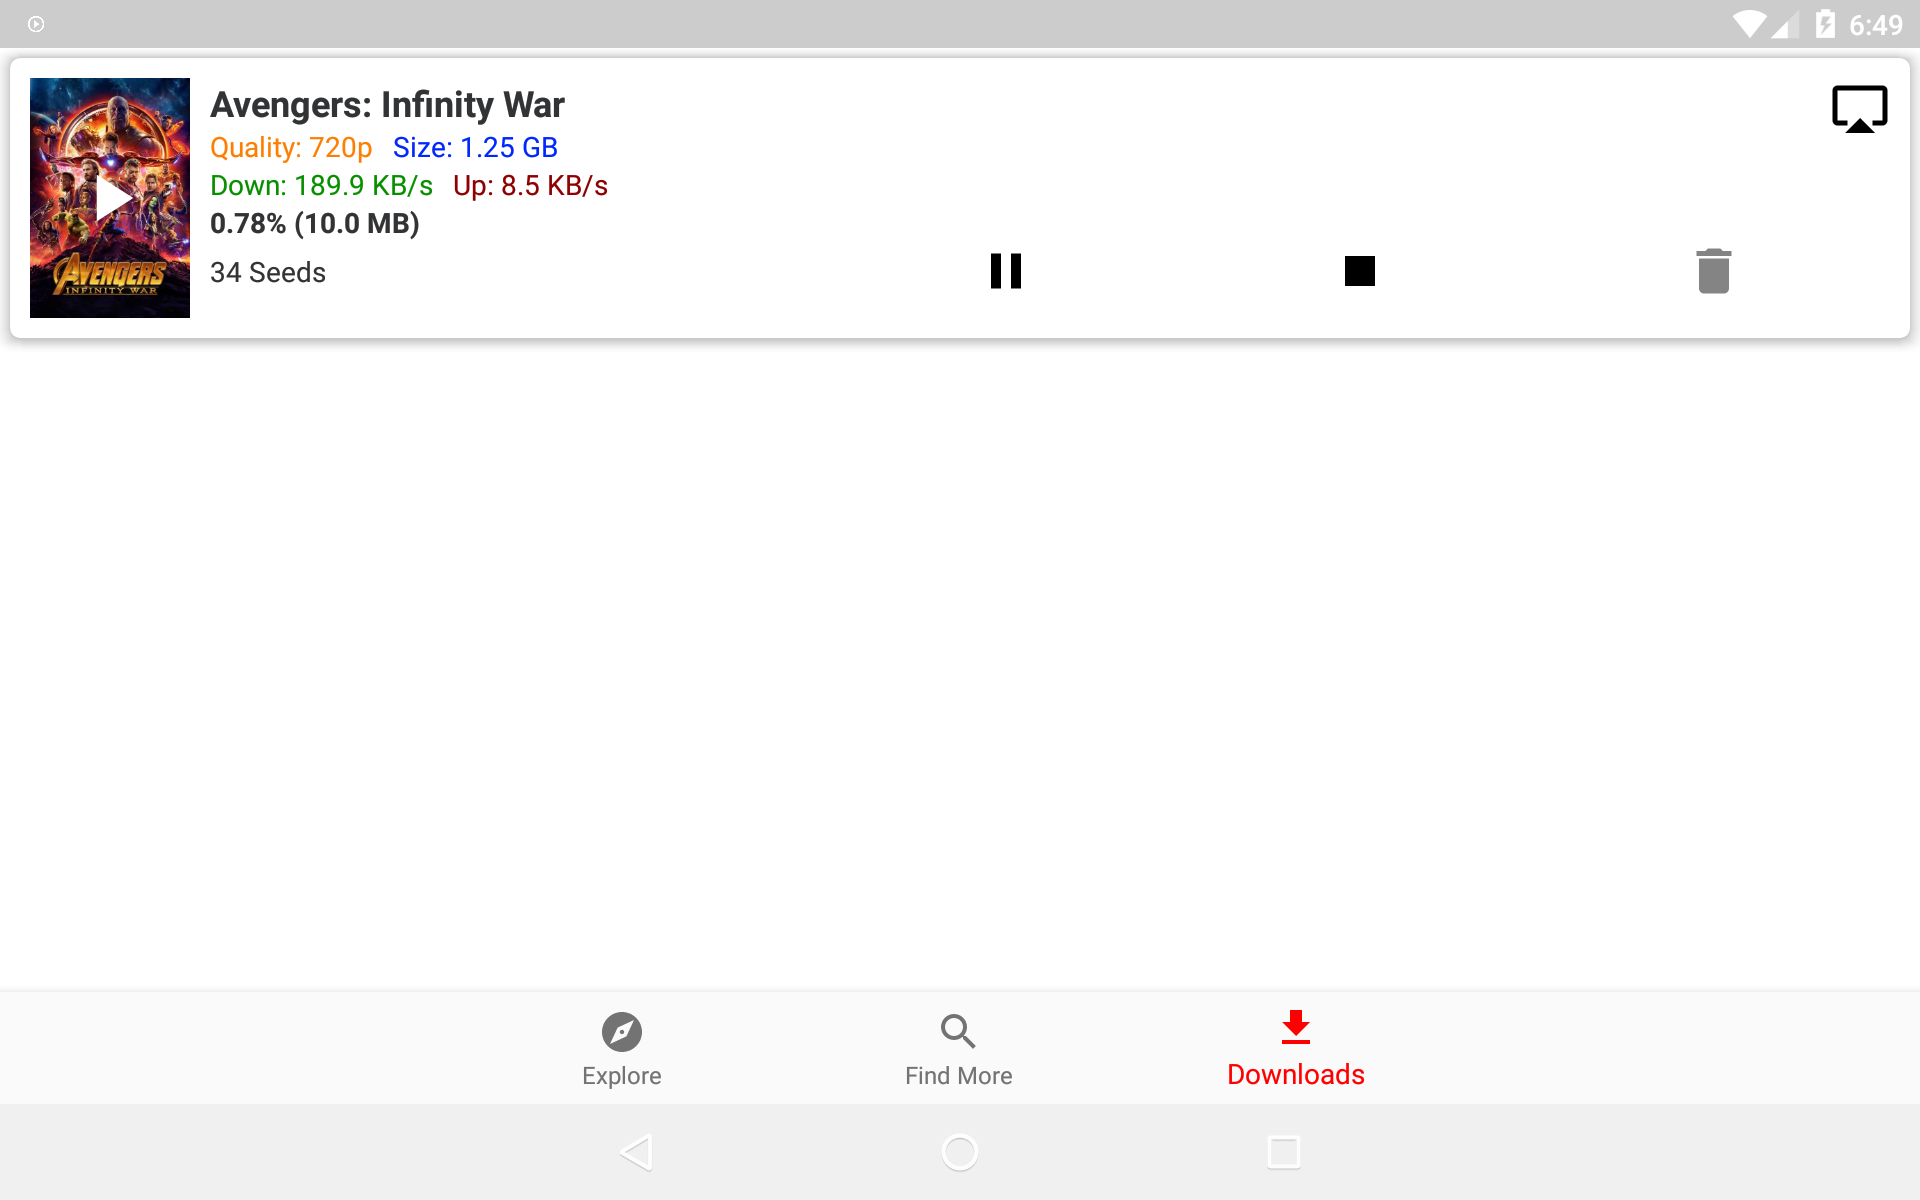 6:49
Avengers: Infinity War
Quality: 720p Size: 1.25 GB
Down: 189.9 KB/s Up: 8.5 KB/s
0.78% (10.0 MB)
34 Seeds
AVENGERS
INFINITY WAR
Explore Find More Downloads